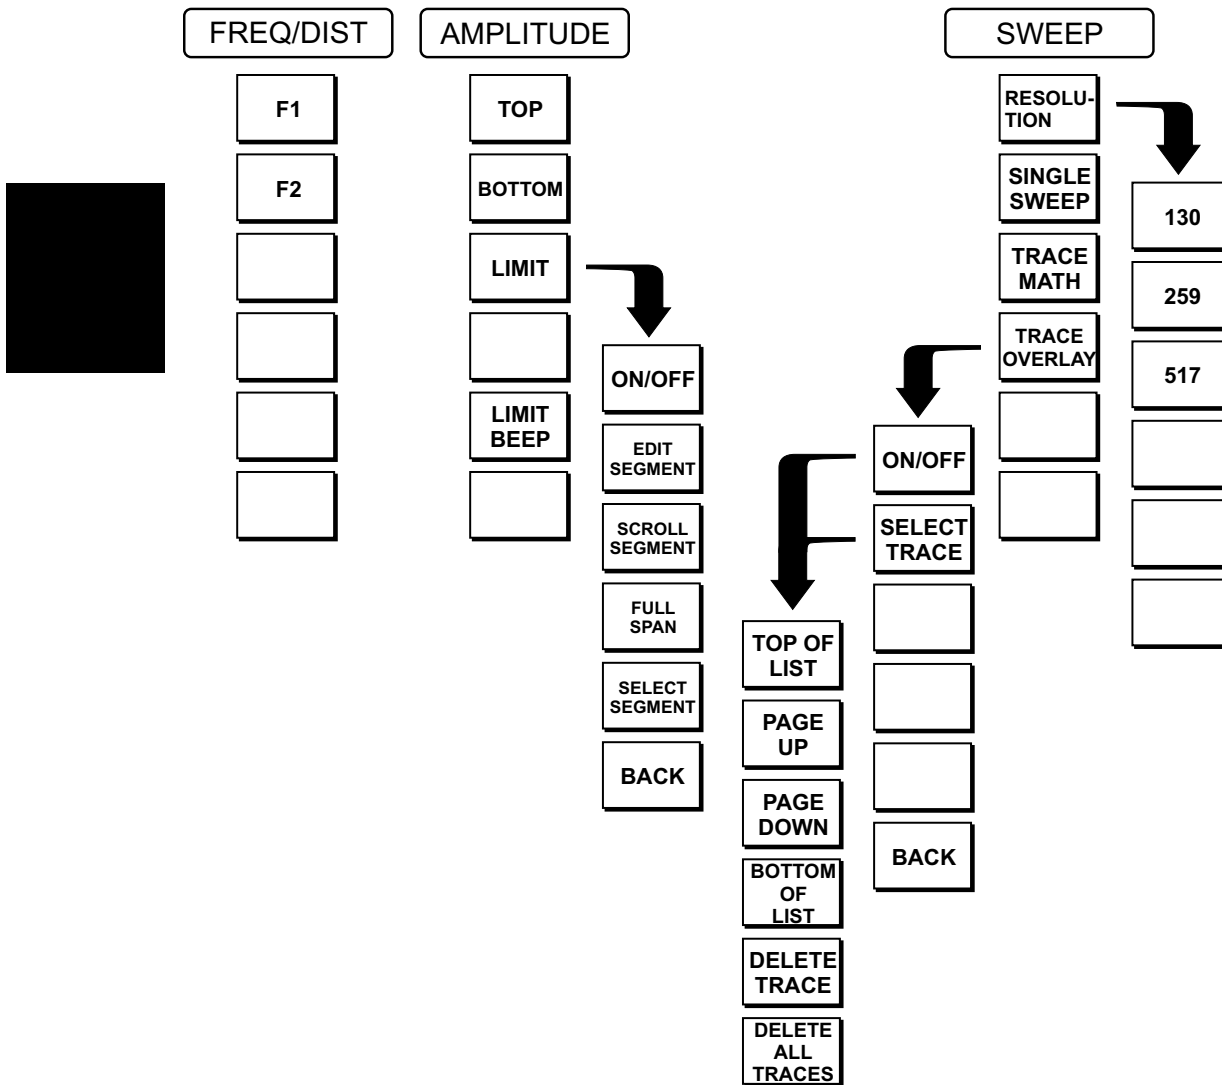 FREQ/DIST
F1
F2
AMPLITUDE
TOP
BOTTOM
LIMIT
LIMIT
BEEP
ON/OFF
EDIT
SEGMENT
SCROLL
SEGMENT
FULL
SPAN
SELECT
SEGMENT
BACK
SWEEP
RESOLU-
TION
SINGLE
SWEEP
TRACE
MATH
TRACE
OVERLAY
130
259
517
ON/OFF
SELECT
TRACE
BACK
TOP OF
LIST
PAGE
UP
PAGE
DOWN
BOTTOM
OF
LIST
DELETE
TRACE
DELETE
ALL
TRACES